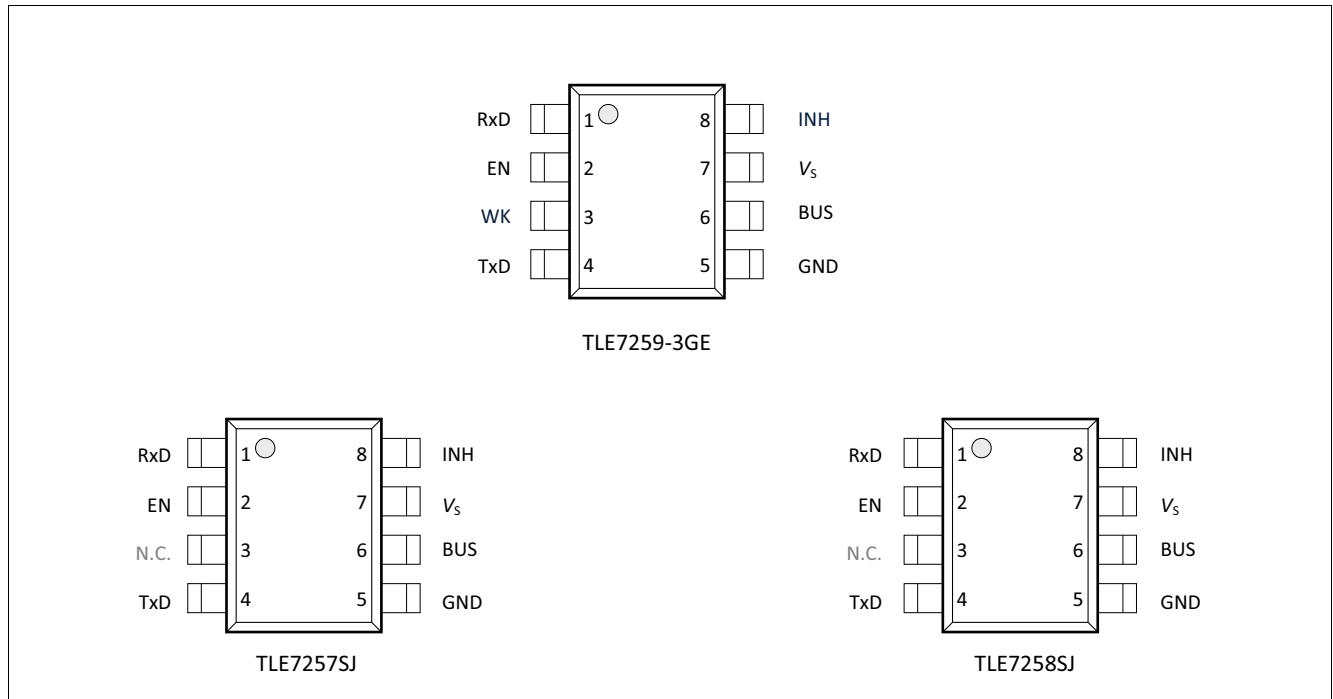 RxD 1 8 INH
EN 2 7 VS
WK 3 6 BUS
TxD 4 5 GND
TLE7259-3GE
RxD 1 8 INH
EN 2 7 VS
N.C. 3 6 BUS
TxD 4 5 GND
TLE7257SJ
RxD 1 8 INH
EN 2 7 VS
N.C. 3 6 BUS
TxD 4 5 GND
TLE7258SJ